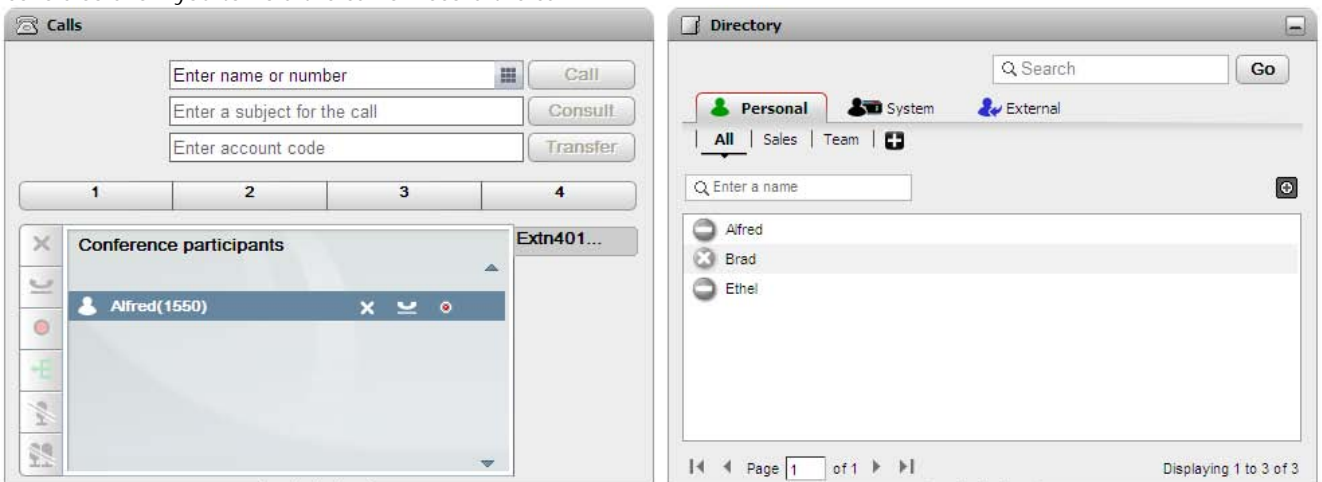 Calls
Enter name or number
Call
Enter a subject for the call
Consult
Enter account code
Transfer
1 2 3 4
Conference participants
Extn401...
Alfred(1550)
Directory
Search
Go
Personal System External
All Sales Team
Enter a name
Alfred
Brad
Ethel
Page 1 of 1
Displaying 1 to 3 of 3